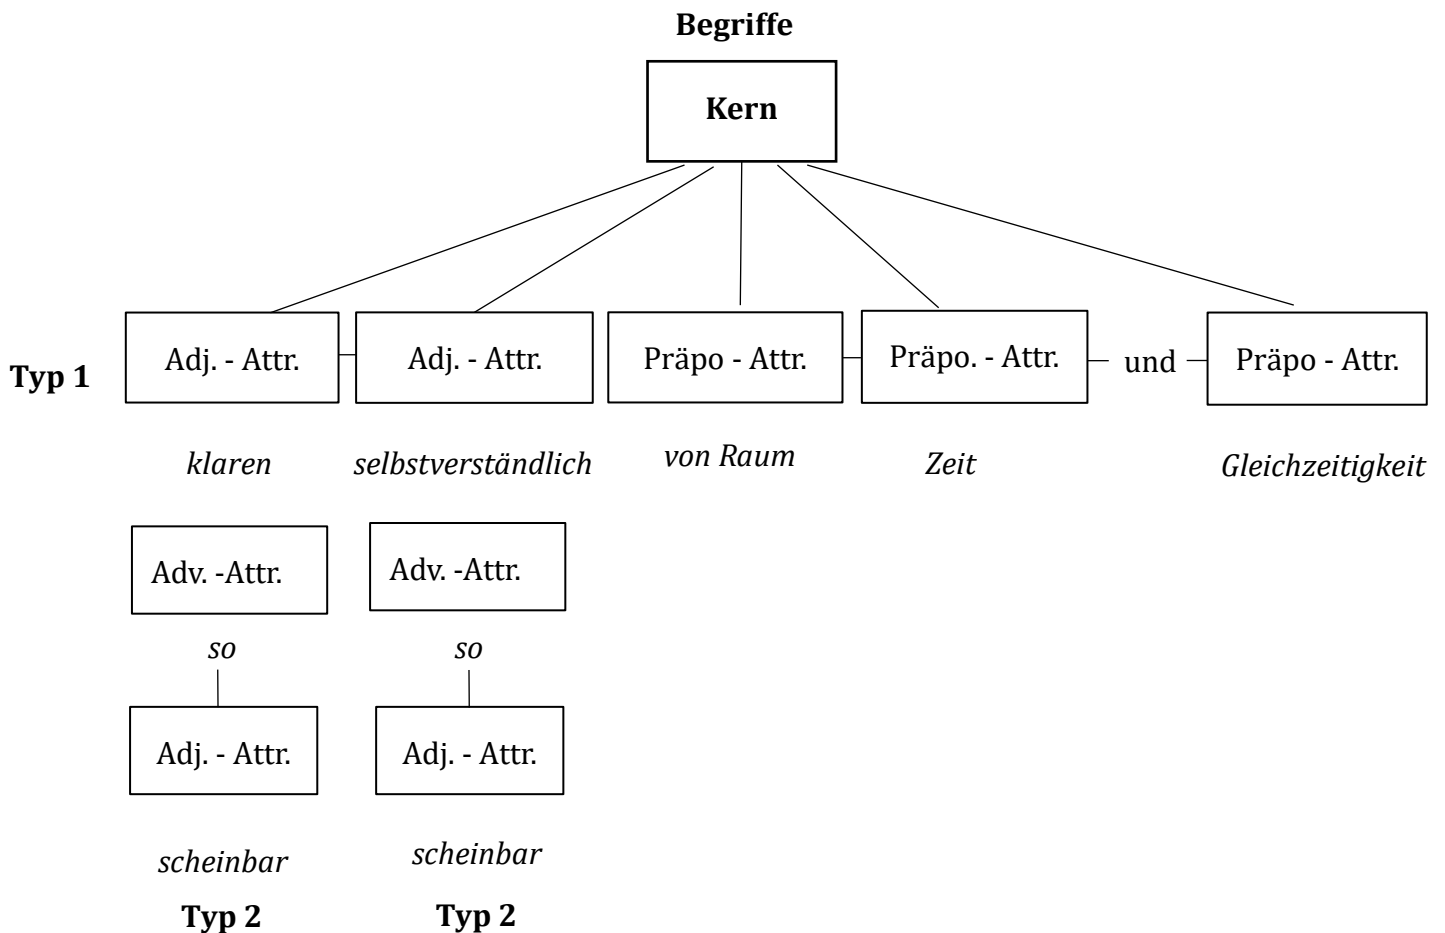 Begriffe
Kern
Typ 1
Adj. - Attr.
Adj. - Attr.
Präpo - Attr.
Präpo. - Attr.
und
Präpo - Attr.
klaren
selbstverständlich
von Raum
Zeit
Gleichzeitigkeit
Adv. -Attr.
Adv. -Attr.
so
so
Adj. - Attr.
Adj. - Attr.
scheinbar
scheinbar
Typ 2
Typ 2